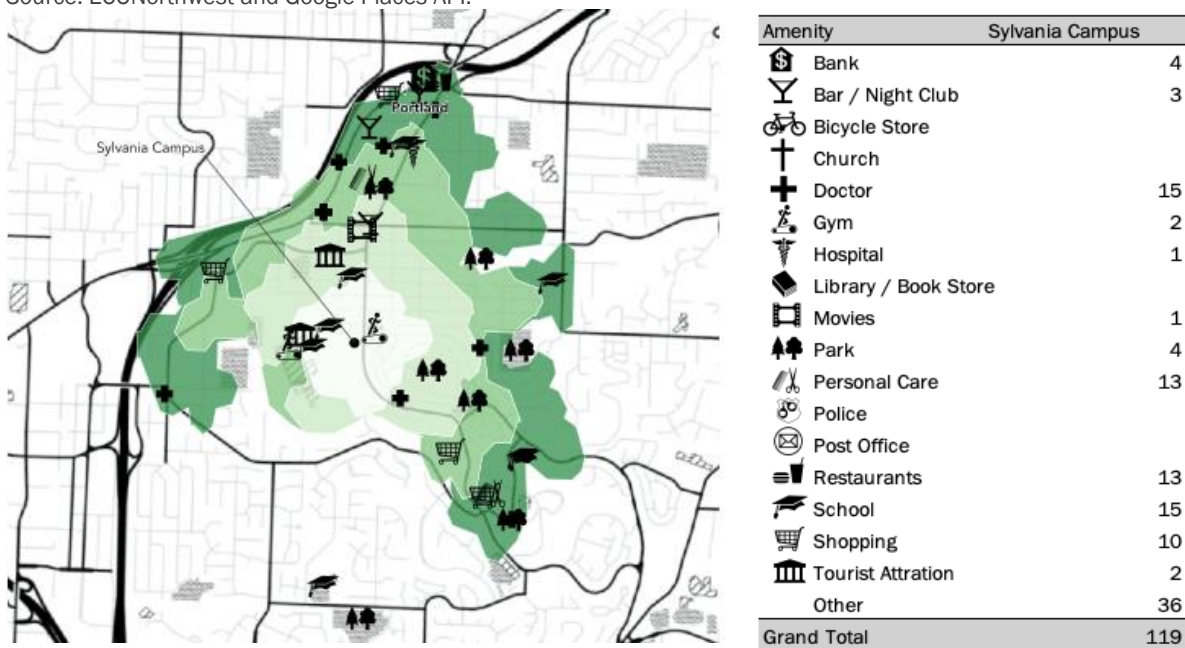 Source: ECONorthwest and Google Places API.
Portland
Sylvania Campus
Amenity Sylvania Campus
Bank 4
Bar / Night Club 3
Bicycle Store
Church
Doctor 15
Gym 2
Hospital 1
Library / Book Store
Movies 1
Park 4
Personal Care 13
Police
Post Office
Restaurants 13
School 15
Shopping 10
Tourist Attration 2
Other 36
Grand Total 119